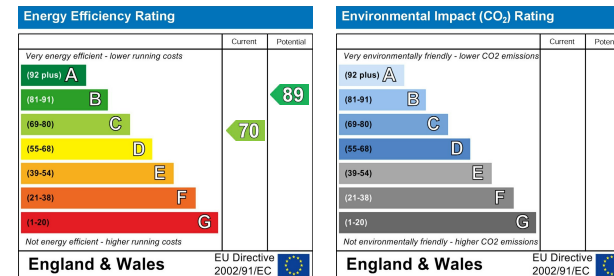 Energy Efficiency Rating
Current Potential
Very energy efficient - lower running costs
(92 plus) A
(81-91) B
89
(69-80) C
70
(55-68) D
(39-54) E
(21-38) F
(1-20) G
Not energy efficient - higher running costs
England & Wales
EU Directive
2002/91/EC
Environmental Impact (CO₂) Rating
Current
Very environmentally friendly - lower CO2 emissions
(92 plus) A
(81-91) B
(69-80) C
(55-68) D
(39-54) E
(21-38) F
(1-20) G
Not environmentally friendly - higher CO2 emissions
England & Wales
EU Directive
2002/91/EC